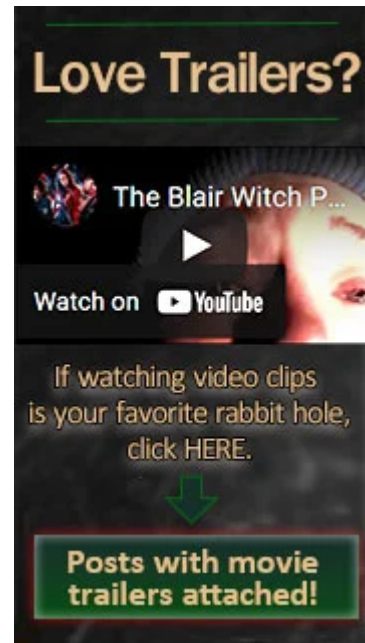 Love Trailers?
The Blair Witch P...
Watch on YouTube
If watching video clips
is your favorite rabbit hole,
click HERE.
Posts with movie
trailers attached!